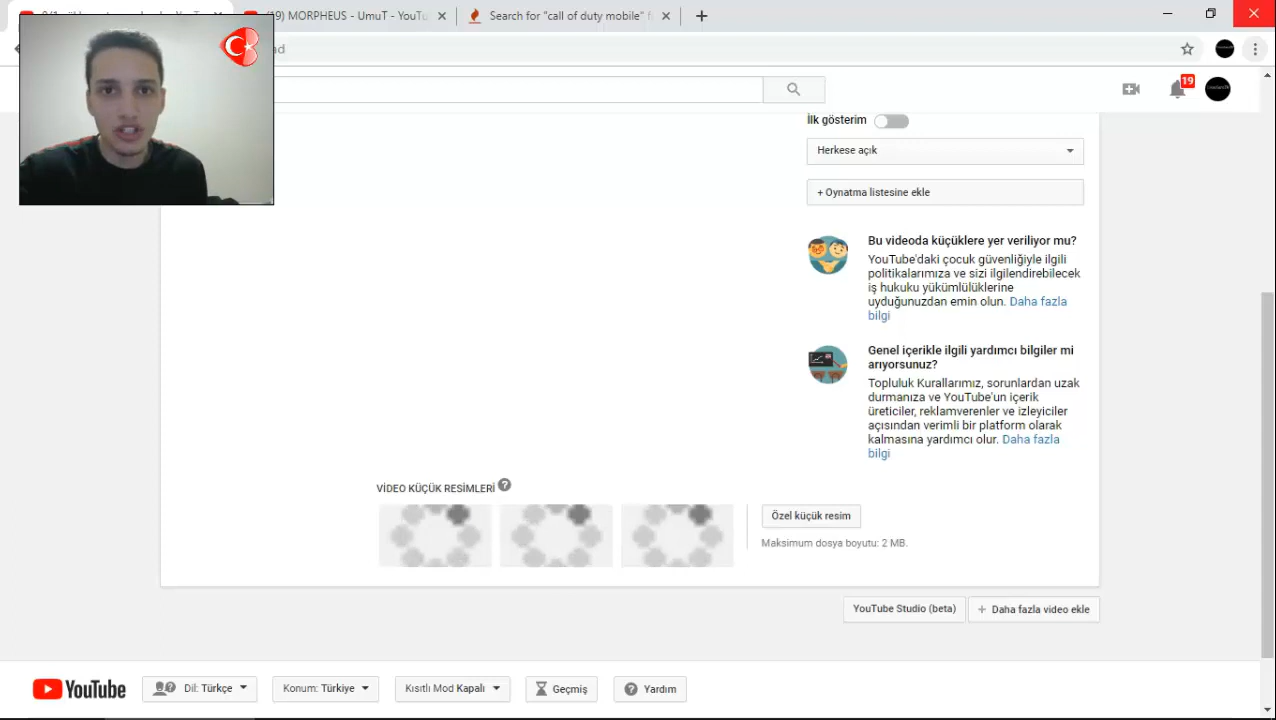 (19) MORPHEUS - UmuT - YouTu
Search for "call of duty mobile" f
ad
19
İlk gösterim
Herkese açık
+ Oynatma listesine ekle
Bu videoda küçüklere yer veriliyor mu?
YouTube'daki çocuk güvenliğiyle ilgili
politikalarımıza ve sizi ilgilendirebilecek
iş hukuku yükümlülüklerine
uyduğunuzdan emin olun. Daha fazla
bilgi
Genel içerikle ilgili yardımcı bilgiler mi
arıyorsunuz?
Topluluk Kurallarımız, sorunlardan uzak
durmanıza ve YouTube'un içerik
üreticiler, reklamverenler ve izleyiciler
açısından verimli bir platform olarak
kalmasına yardımcı olur. Daha fazla
bilgi
VİDEO KÜÇÜK RESİMLERİ ?
Özel küçük resim
Maksimum dosya boyutu: 2 MB.
YouTube Studio (beta)
+ Daha fazla video ekle
YouTube
Dil: Türkçe
Konum: Türkiye
Kısıtlı Mod Kapalı
Geçmiş
Yardım